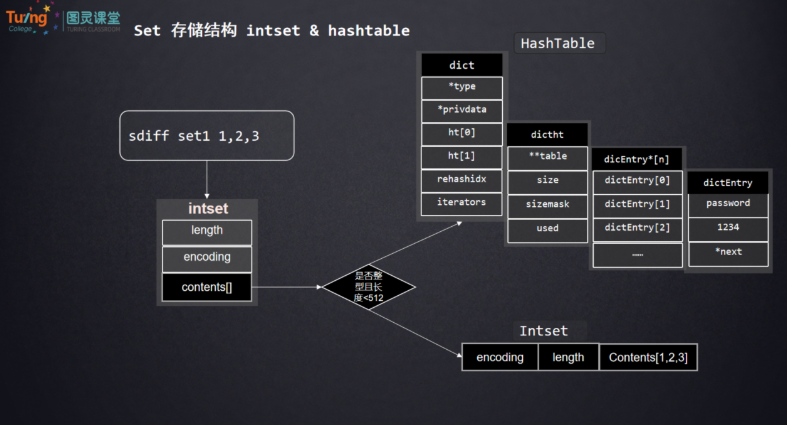 Tuling
College
图灵课堂
TULING CLASSROOM
Set 存储结构 intset & hashtable
HashTable
dict
*type
*privdata
ht[0]
ht[1]
rehashidx
iterators
dictht
**table
size
sizemask
used
dicEntry*[n]
dictEntry[0]
dictEntry[1]
dictEntry[2]
……
dictEntry
password
1234
*next
sdiff set1 1,2,3
intset
length
encoding
contents[]
是否整
型且长
度<512
Intset
encoding
length
Contents[1,2,3]